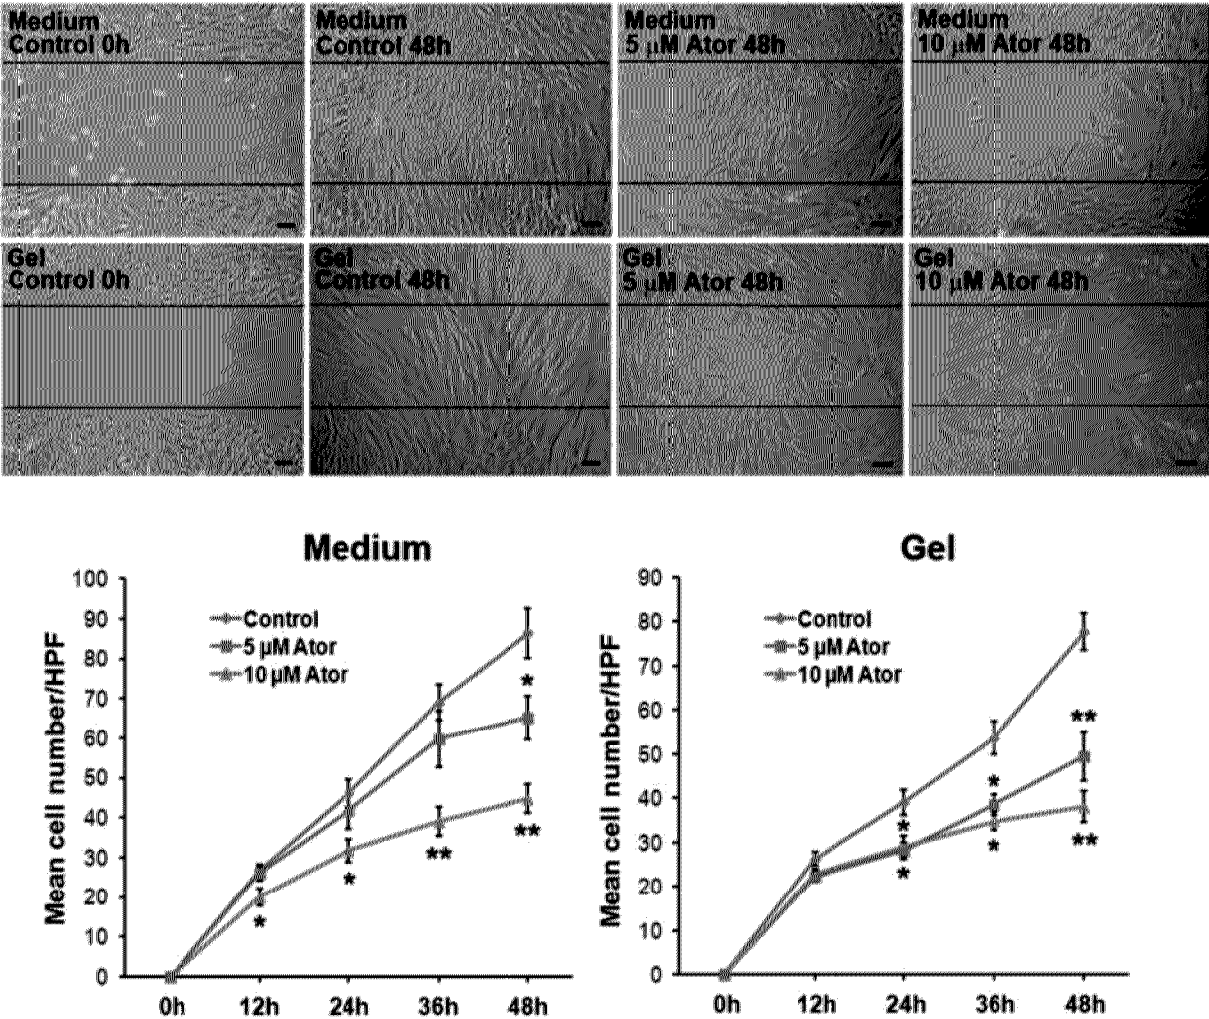 Medium
Control 0h
Medium
Control 48h
Medium
5 μM Ator 48h
Medium
10 μM Ator 48h
Gel
Control 0h
Gel
Control 48h
Gel
5 μM Ator 48h
Gel
10 μM Ator 48h
Medium
Mean cell number/HPF
100
90
80
70
60
50
40
30
20
10
0
Control
5 μM Ator
10 μM Ator
*
*
*
**
**
0h 12h 24h 36h 48h
Gel
Mean cell number/HPF
90
80
70
60
50
40
30
20
10
0
Control
5 μM Ator
10 μM Ator
**
*
*
*
*
**
0h 12h 24h 36h 48h